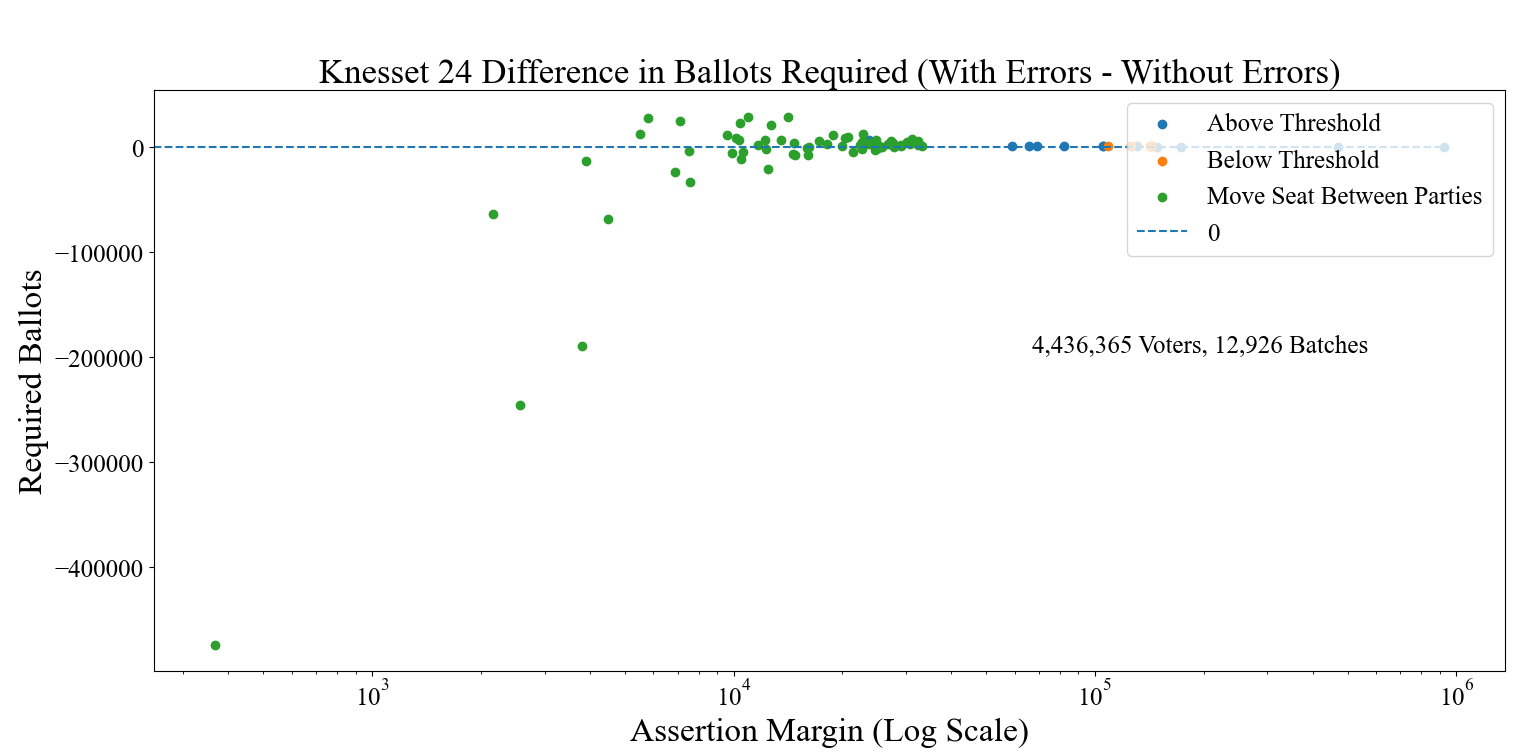 Knesset 24 Difference in Ballots Required (With Errors - Without Errors)
Above Threshold
Below Threshold
Move Seat Between Parties
0
4,436,365 Voters, 12,926 Batches
Required Ballots
0
−100000
−200000
−300000
−400000
10³
10⁴
10⁵
10⁶
Assertion Margin (Log Scale)